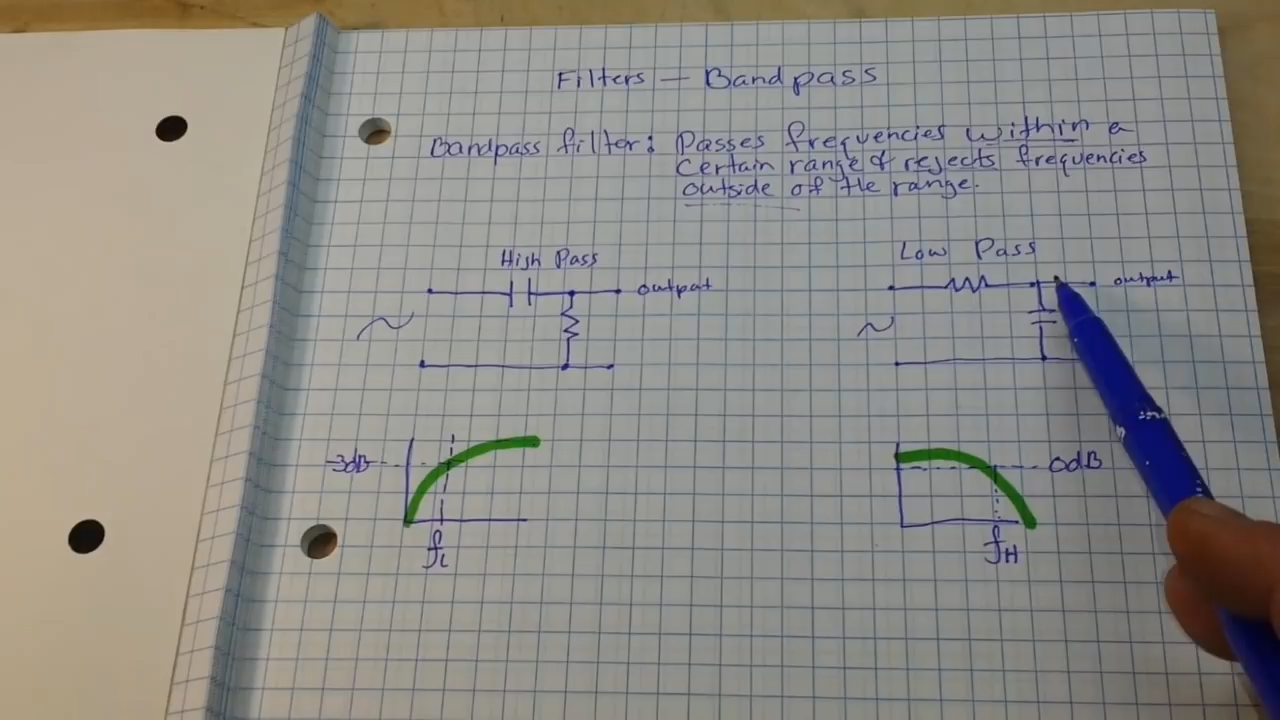 Filters — Bandpass
Bandpass filter: Passes frequencies within a
certain range & rejects frequencies
outside of the range.
High Pass
output
Low Pass
output
-3dB
fL
0dB
fH